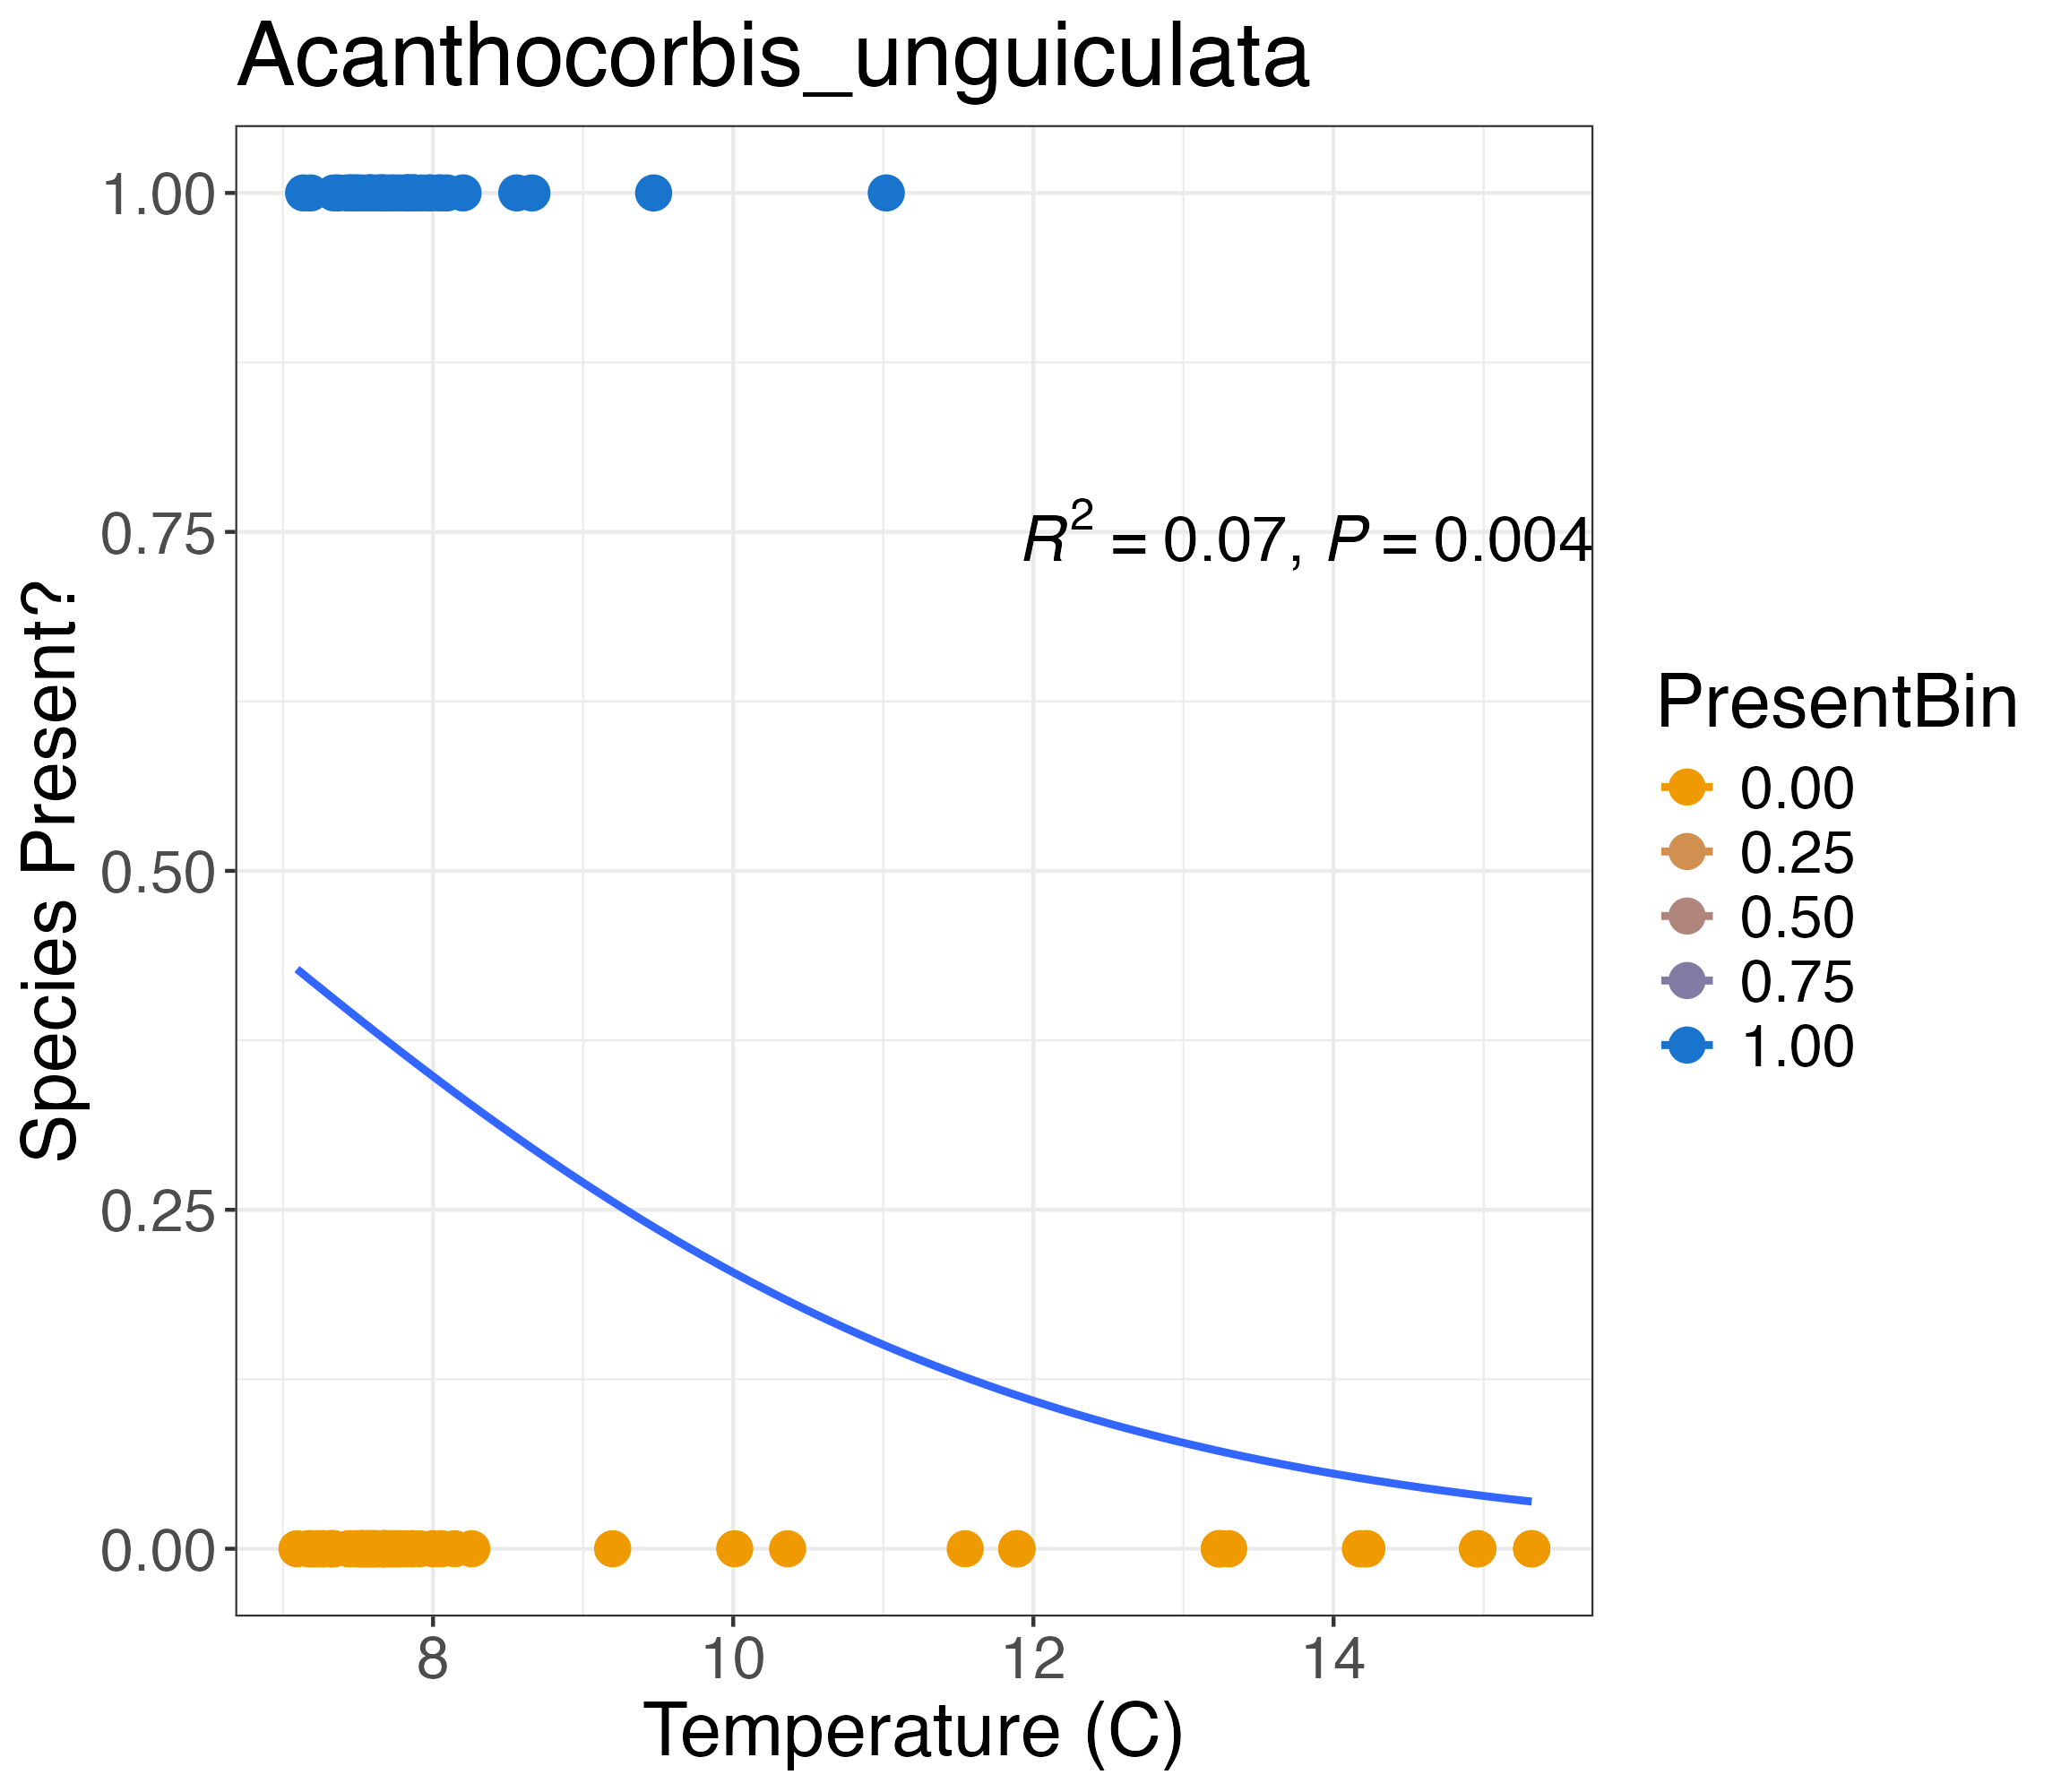 Acanthocorbis_unguiculata
Species Present?
1.00
0.75
0.50
0.25
0.00
R² = 0.07, P = 0.004
8 10 12 14
Temperature (C)
PresentBin
0.00
0.25
0.50
0.75
1.00